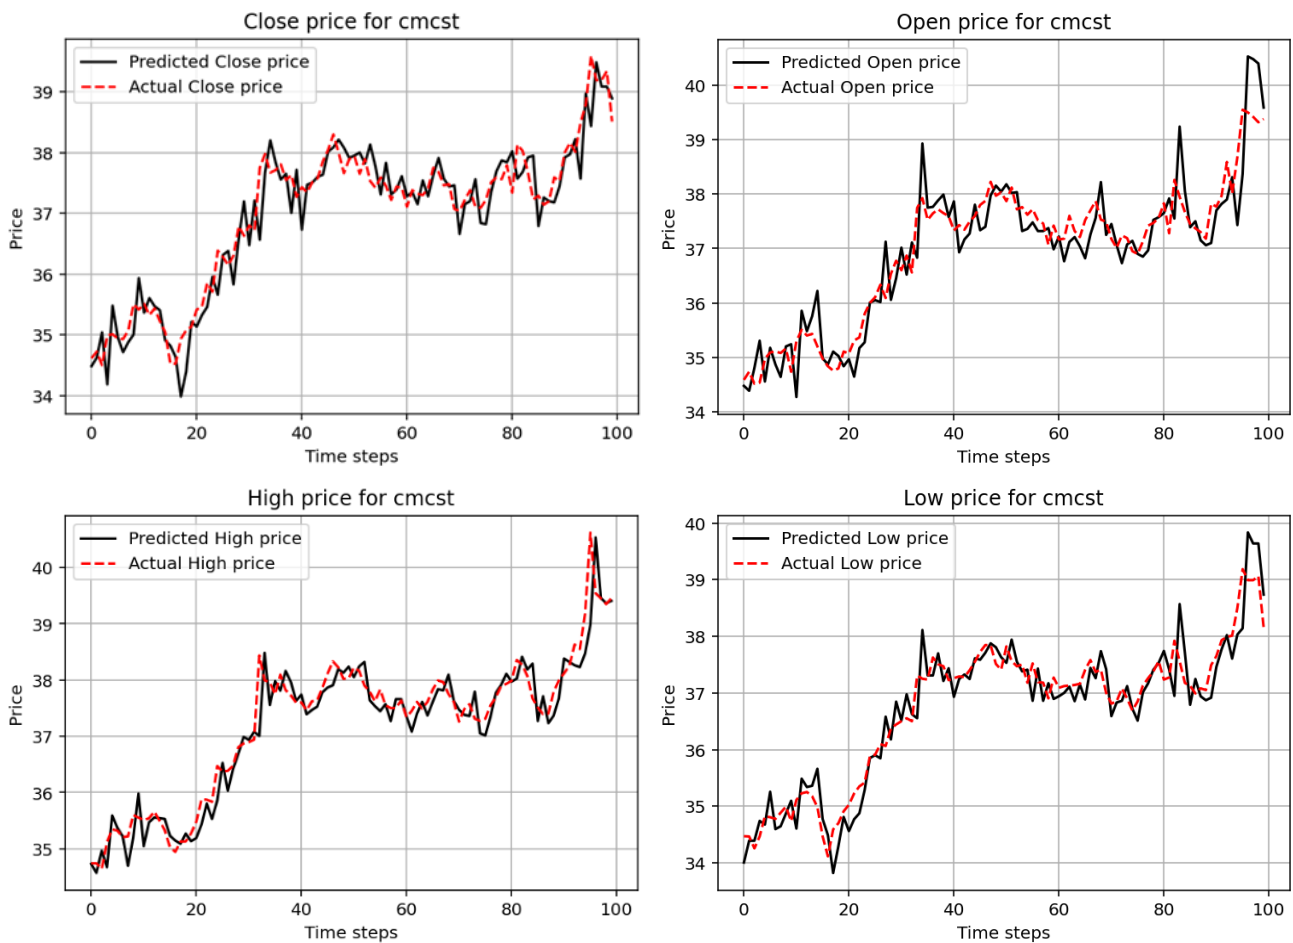 Close price for cmcst
Predicted Close price
Actual Close price
Price
39
38
37
36
35
34
0 20 40 60 80 100
Time steps
Open price for cmcst
Predicted Open price
Actual Open price
Price
40
39
38
37
36
35
34
0 20 40 60 80 100
Time steps
High price for cmcst
Predicted High price
Actual High price
Price
40
39
38
37
36
35
0 20 40 60 80 100
Time steps
Low price for cmcst
Predicted Low price
Actual Low price
Price
40
39
38
37
36
35
34
0 20 40 60 80 100
Time steps